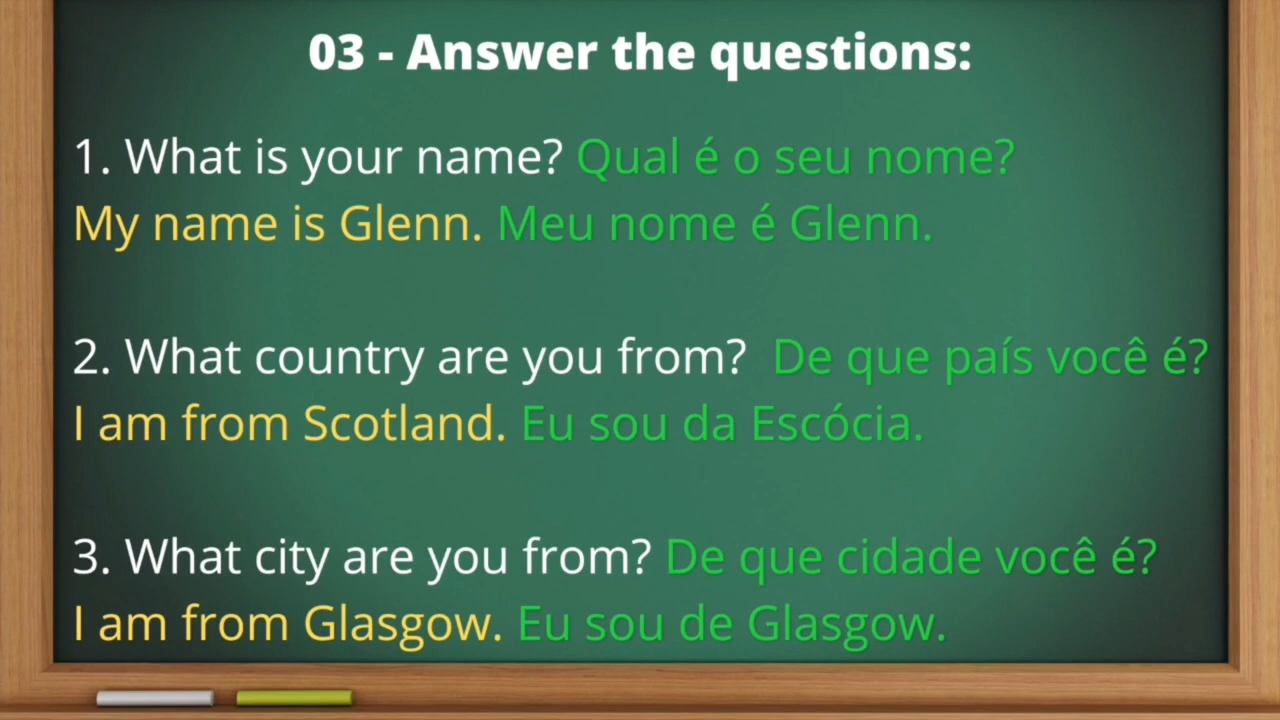 03 - Answer the questions:
1. What is your name? Qual é o seu nome?
My name is Glenn. Meu nome é Glenn.
2. What country are you from? De que país você é?
I am from Scotland. Eu sou da Escócia.
3. What city are you from? De que cidade você é?
I am from Glasgow. Eu sou de Glasgow.